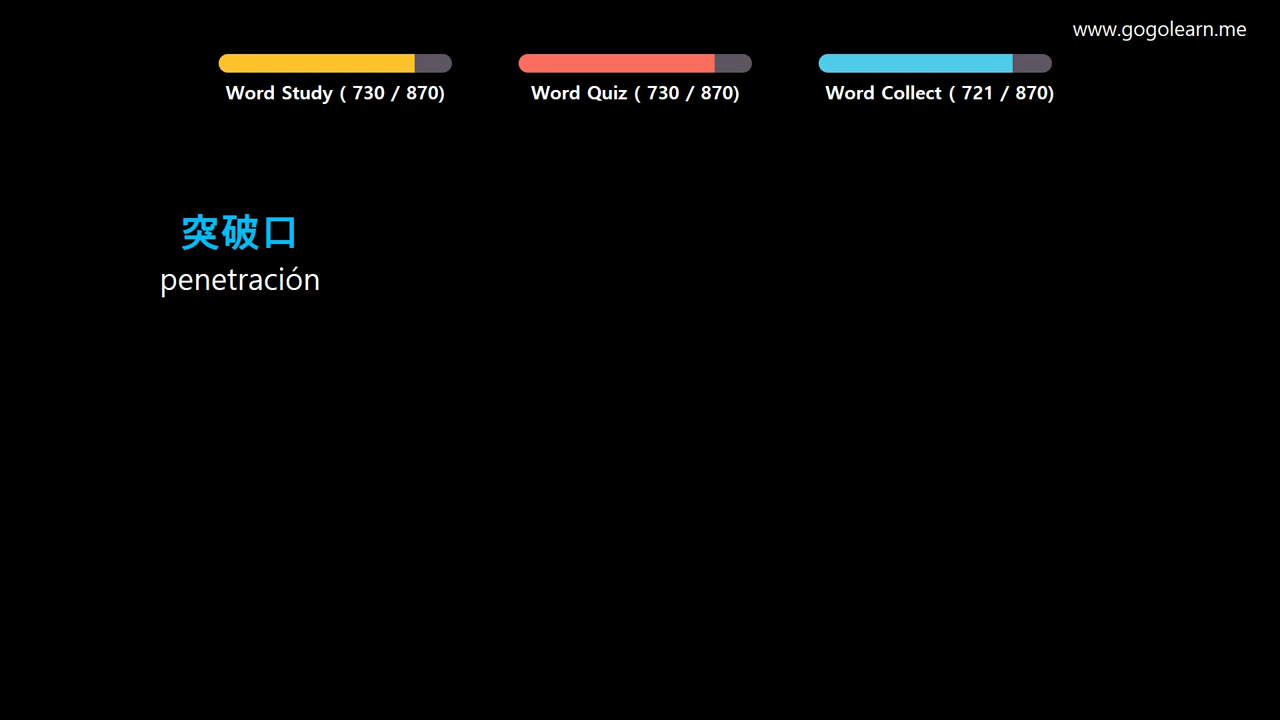 www.gogolearn.me
Word Study ( 730 / 870)
Word Quiz ( 730 / 870)
Word Collect ( 721 / 870)
突破口
penetración